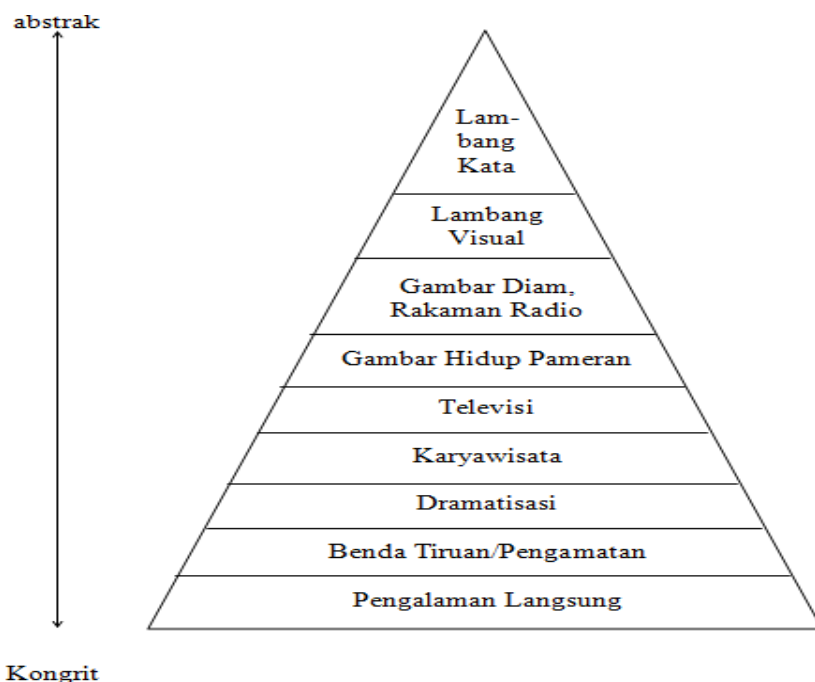 abstrak
Lam-
bang
Kata
Lambang
Visual
Gambar Diam,
Rakaman Radio
Gambar Hidup Pameran
Televisi
Karyawisata
Dramatisasi
Benda Tiruan/Pengamatan
Pengalaman Langsung
Kongrit